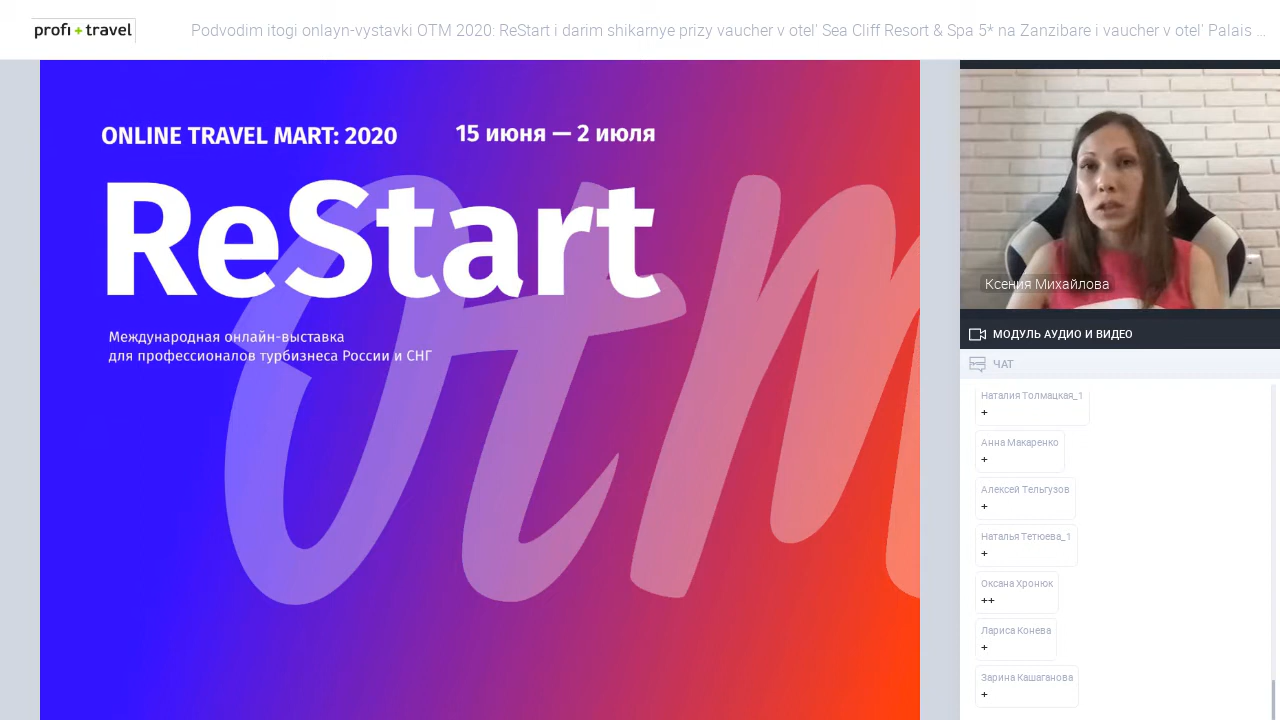 profi + travel
Podvodim itogi onlayn-vystavki OTM 2020: ReStart i darim shikarnye prizy vaucher v otel' Sea Cliff Resort & Spa 5* na Zanzibare i vaucher v otel' Palais ...
ONLINE TRAVEL MART: 2020
15 июня — 2 июля
ReStart
otm
Международная онлайн-выставка
для профессионалов турбизнеса России и СНГ
Ксения Михайлова
МОДУЛЬ АУДИО И ВИДЕО
ЧАТ
Наталия Толмацкая_1
+
Анна Макаренко
+
Алексей Тельгузов
+
Наталья Тетюева_1
+
Оксана Хронюк
++
Лариса Конева
+
Зарина Кашаганова
+